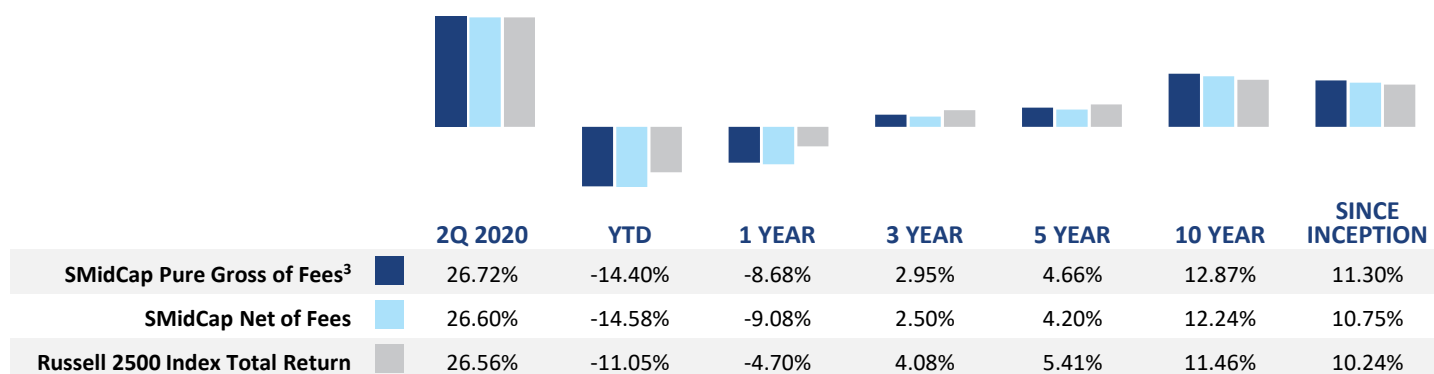 2Q 2020 YTD 1 YEAR 3 YEAR 5 YEAR 10 YEAR SINCE INCEPTION
SMidCap Pure Gross of Fees³ 26.72% -14.40% -8.68% 2.95% 4.66% 12.87% 11.30%
SMidCap Net of Fees 26.60% -14.58% -9.08% 2.50% 4.20% 12.24% 10.75%
Russell 2500 Index Total Return 26.56% -11.05% -4.70% 4.08% 5.41% 11.46% 10.24%